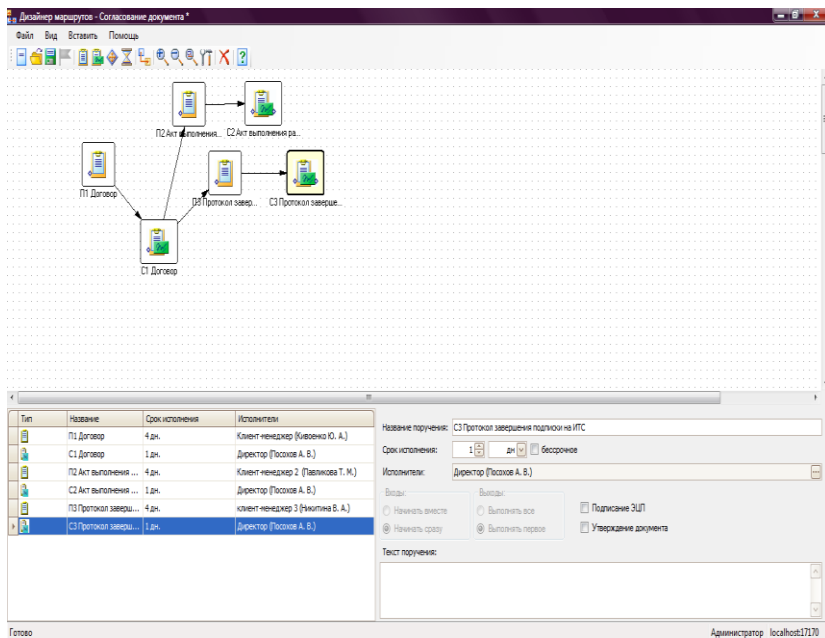 Дизайнер маршрутов - Согласование документа *
Файл Вид Вставить Помощь
П2 Акт выполнения... С2 Акт выполнения ра...
П1 Договор
П3 Протокол завер... С3 Протокол заверше...
С1 Договор
Тип Название Срок исполнения Исполнители
П1 Договор 4 дн. Клиент-менеджер (Кивоенко Ю. А.)
С1 Договор 1 дн. Директор (Посохов А. В.)
П2 Акт выполнения ... 4 дн. Клиент-менеджер 2 (Павликова Т. М.)
С2 Акт выполнения ... 1 дн. Директор (Посохов А. В.)
П3 Протокол заверш... 4 дн. клиент-менеджер 3 (Никитина В. А.)
С3 Протокол заверш... 1 дн. Директор (Посохов А. В.)
Название поручения: С3 Протокол завершения подписки на ИТС
Срок исполнения: 1 дн бессрочное
Исполнители: Директор (Посохов А. В.) ...
Входы: Выходы:
Начинать вместе Выполнять все Подписание ЭЦП
Начинать сразу Выполнять первое Утверждение документа
Текст поручения:
Готово Администратор localhost:17170